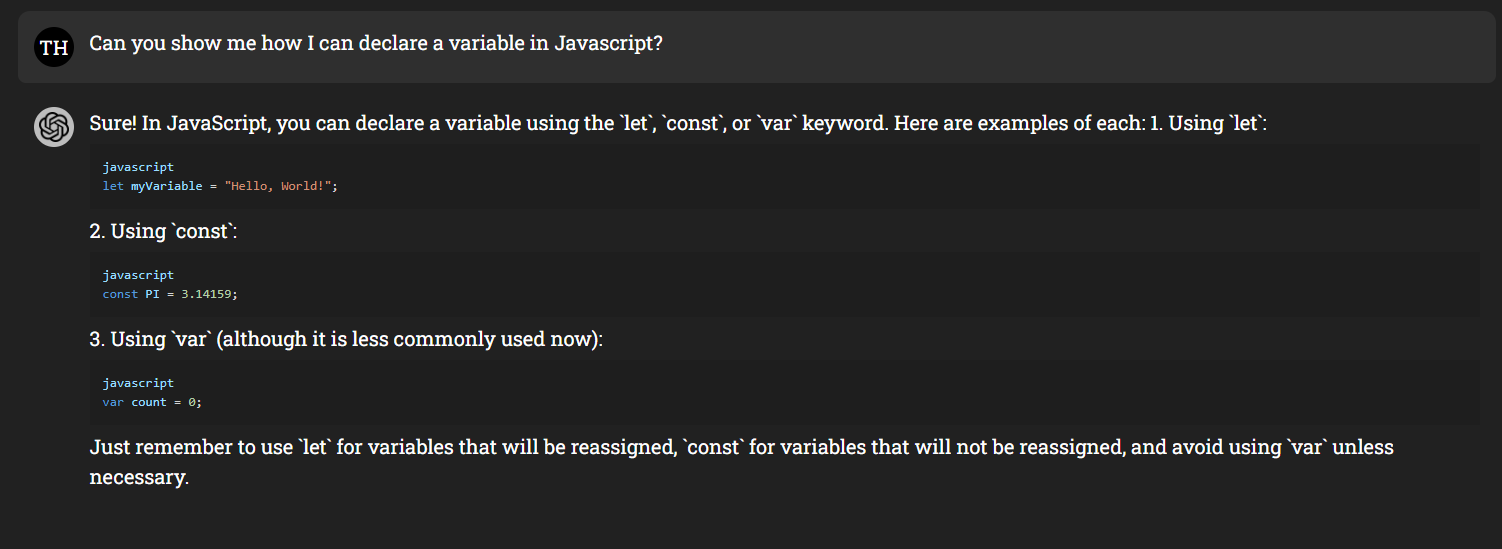 TH
Can you show me how I can declare a variable in Javascript?
Sure! In JavaScript, you can declare a variable using the `let`, `const`, or `var` keyword. Here are examples of each: 1. Using `let`:
javascript
let myVariable = "Hello, World!";
2. Using `const`:
javascript
const PI = 3.14159;
3. Using `var` (although it is less commonly used now):
javascript
var count = 0;
Just remember to use `let` for variables that will be reassigned, `const` for variables that will not be reassigned, and avoid using `var` unless
necessary.